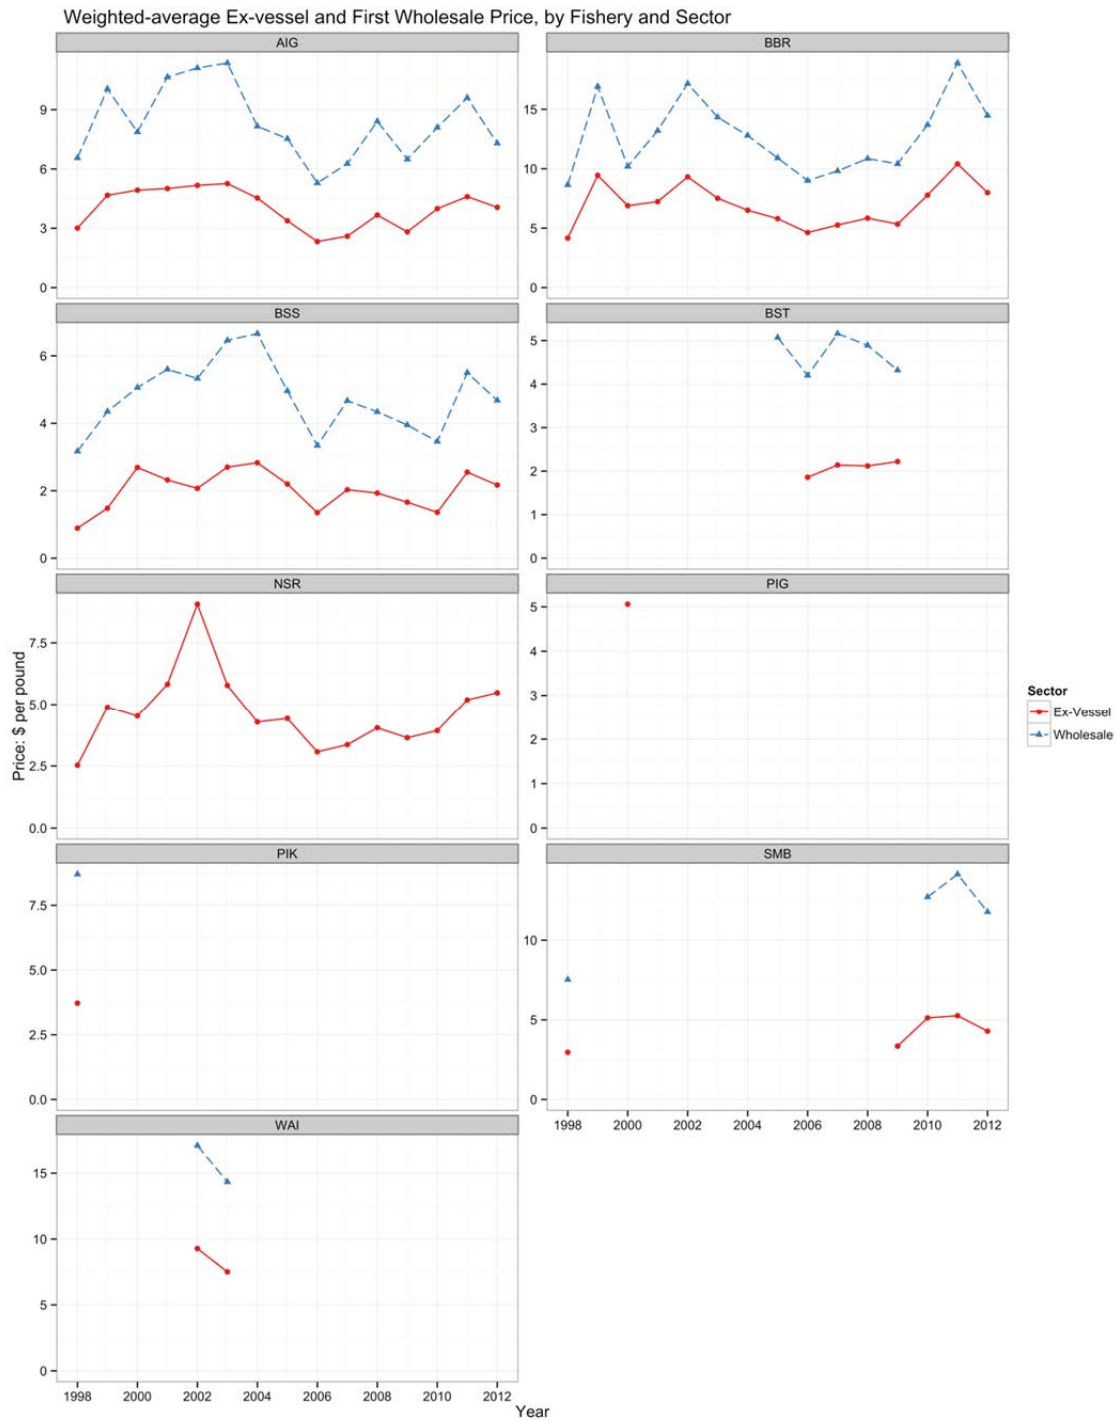 Weighted-average Ex-vessel and First Wholesale Price, by Fishery and Sector
AIG
9
6
3
0
BBR
15
10
5
0
BSS
6
4
2
0
BST
5
4
3
2
1
0
NSR
7.5
5.0
2.5
0.0
PIG
5
4
3
2
1
0
Price: $ per pound
Sector
Ex-Vessel
Wholesale
PIK
7.5
5.0
2.5
0.0
SMB
10
5
0
1998 2000 2002 2004 2006 2008 2010 2012
WAI
15
10
5
0
1998 2000 2002 2004 2006 2008 2010 2012
Year